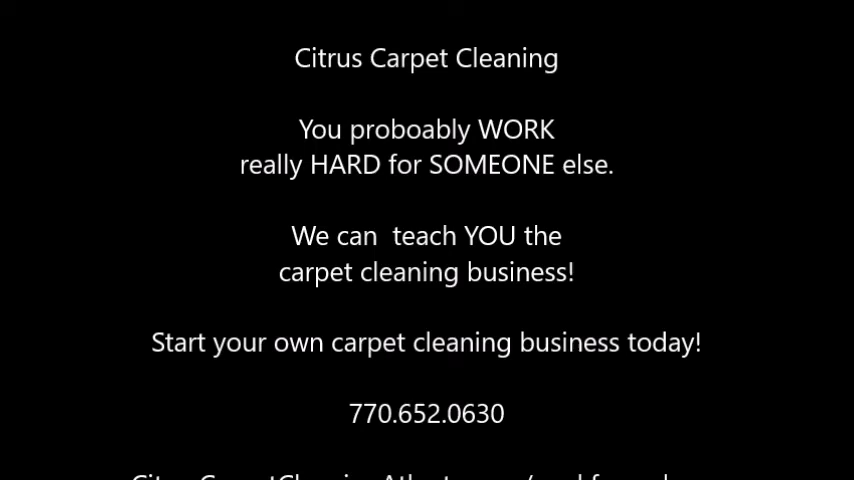 Citrus Carpet Cleaning
You proboably WORK
really HARD for SOMEONE else.
We can  teach YOU the
carpet cleaning business!
Start your own carpet cleaning business today!
770.652.0630